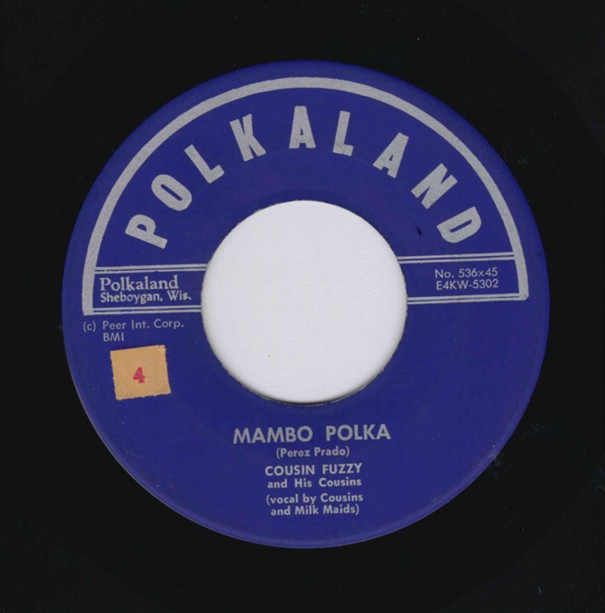 POLKALAND
Polkaland
Sheboygan, Wis.
No. 536x45
E4KW-5302
(c) Peer Int. Corp.
BMI
4
MAMBO POLKA
(Perez Prado)
COUSIN FUZZY
and His Cousins
(vocal by Cousins
and Milk Maids)